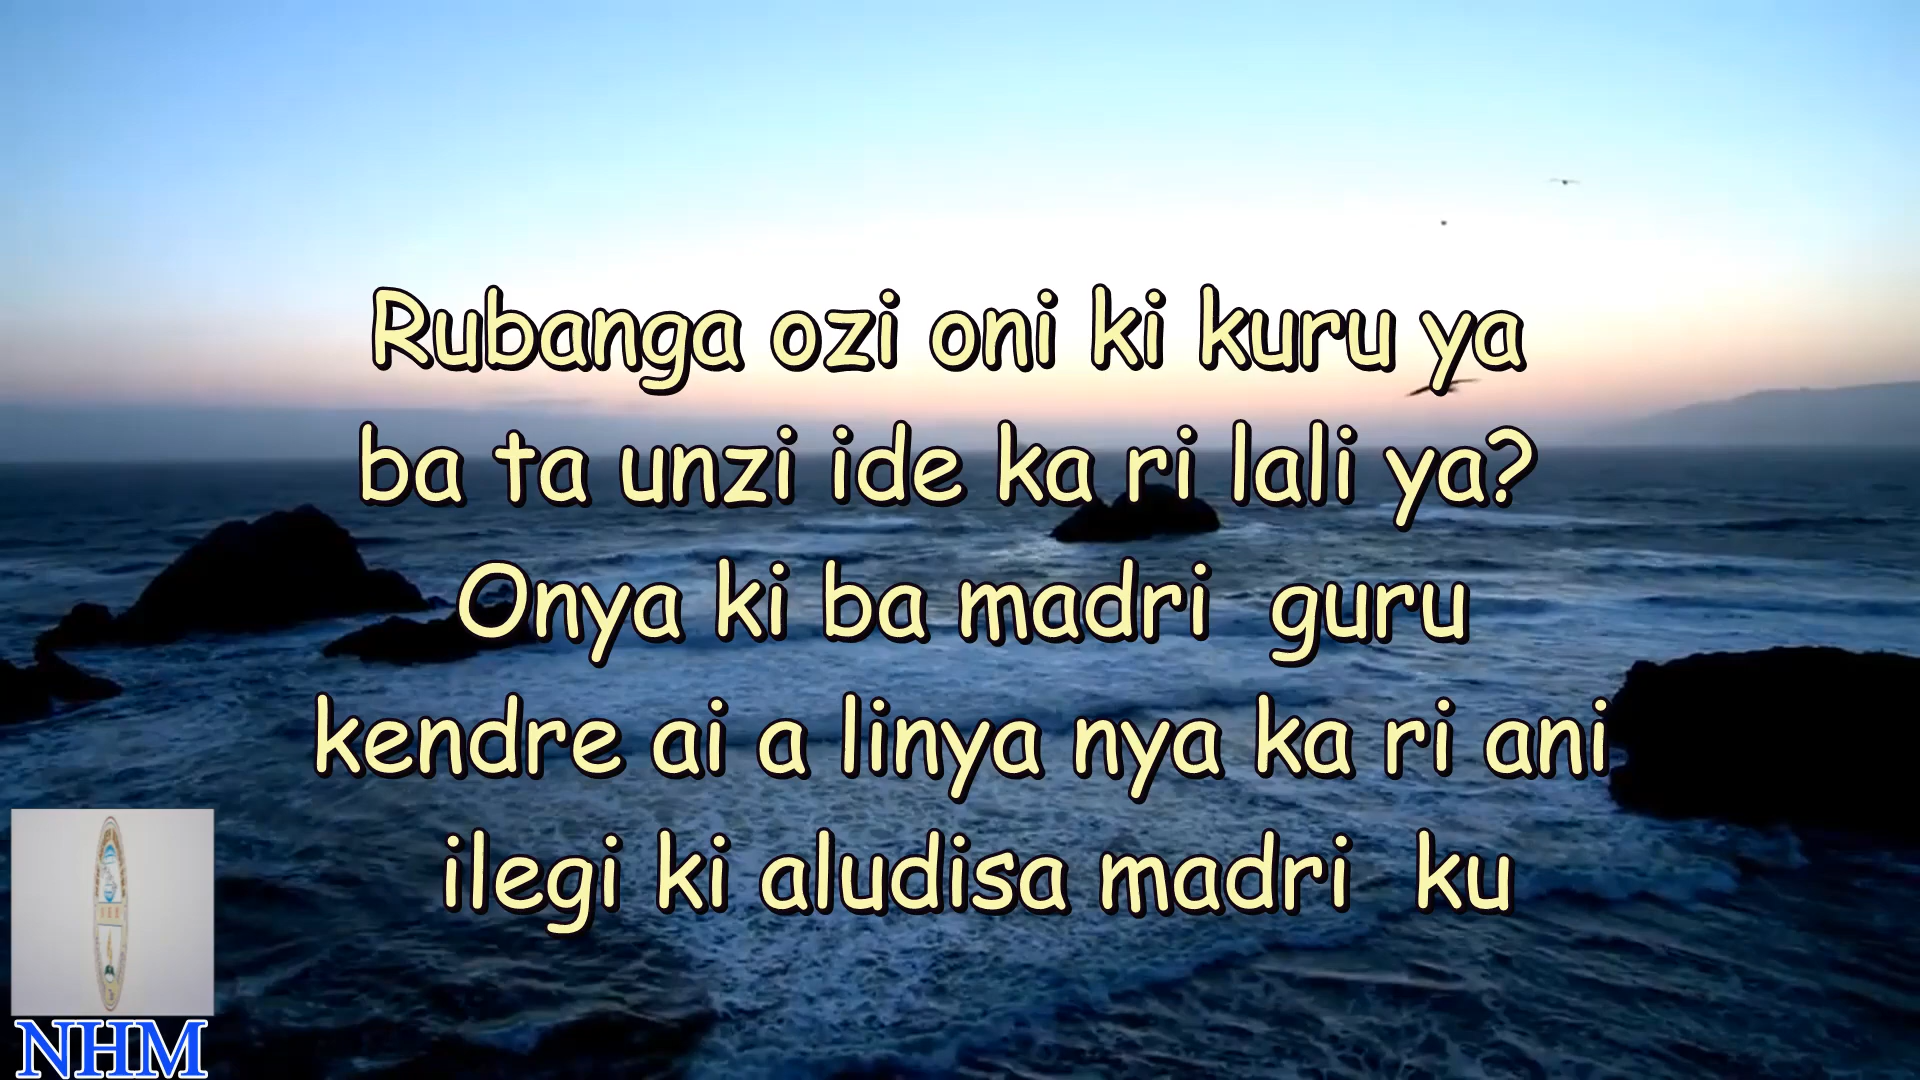 Rubanga ozi oni ki kuru ya
ba ta unzi ide ka ri lali ya?
Onya ki ba madri  guru
kendre ai a linya nya ka ri ani
ilegi ki aludisa madri  ku
NHM